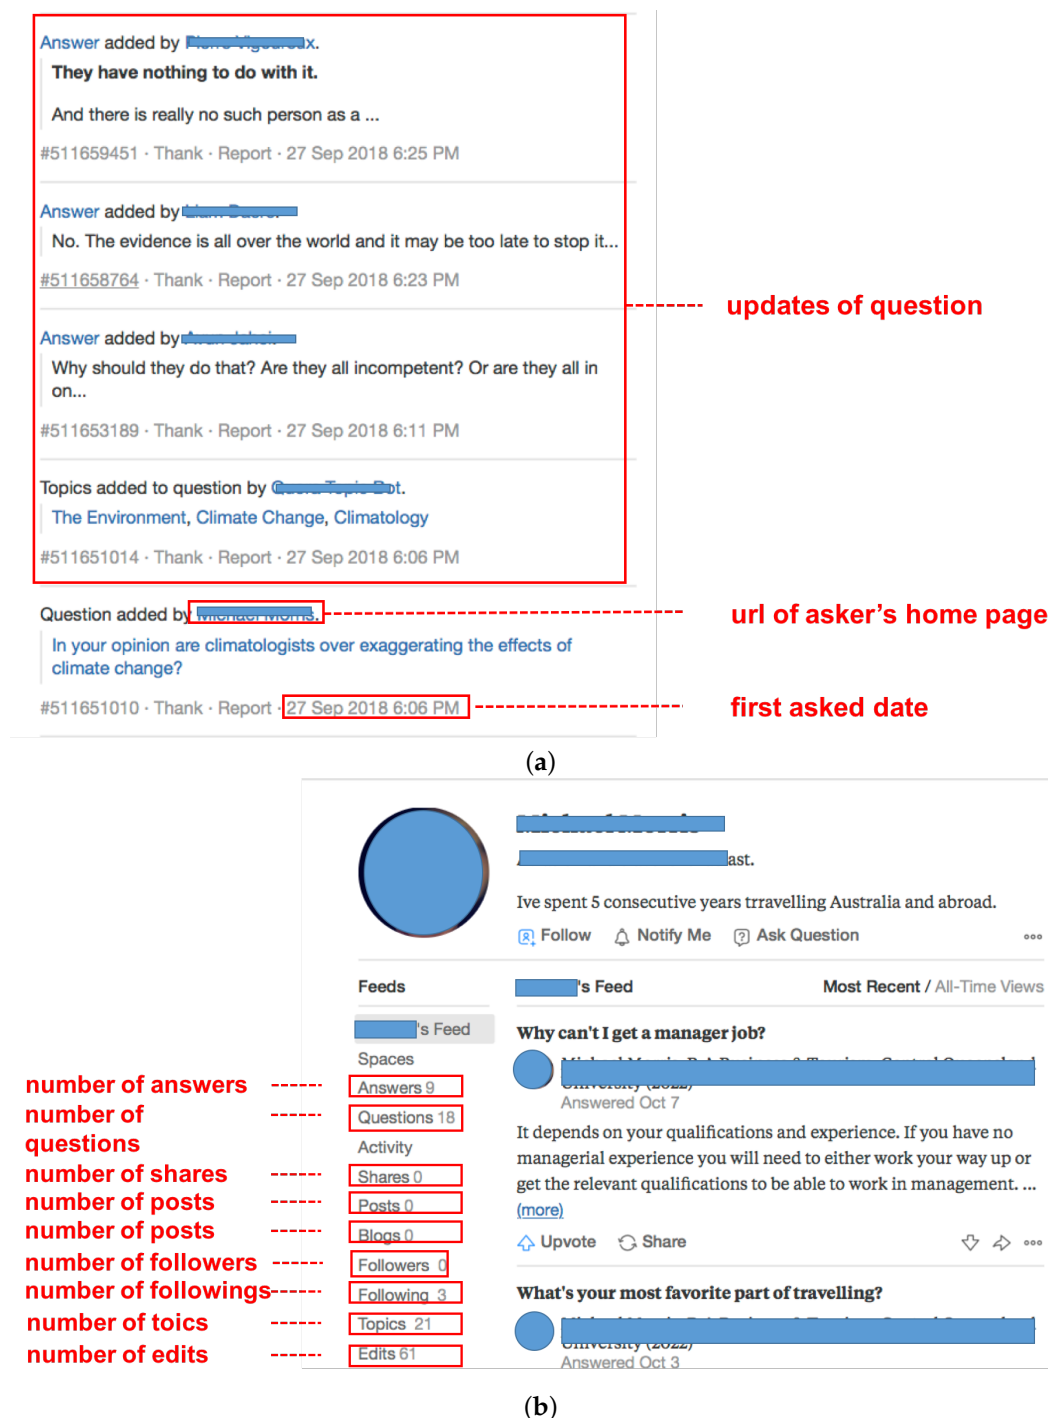 Answer added by
They have nothing to do with it.
And there is really no such person as a ...
#511659451 · Thank · Report · 27 Sep 2018 6:25 PM
Answer added by
No. The evidence is all over the world and it may be too late to stop it...
#511658764 · Thank · Report · 27 Sep 2018 6:23 PM
updates of question
Answer added by
Why should they do that? Are they all incompetent? Or are they all in
on...
#511653189 · Thank · Report · 27 Sep 2018 6:11 PM
Topics added to question by
The Environment, Climate Change, Climatology
#511651014 · Thank · Report · 27 Sep 2018 6:06 PM
Question added by
url of asker's home page
In your opinion are climatologists over exaggerating the effects of
climate change?
#511651010 · Thank · Report · 27 Sep 2018 6:06 PM
first asked date
(a)
ast.
Ive spent 5 consecutive years trravelling Australia and abroad.
Follow Notify Me Ask Question
Feeds
's Feed
Most Recent / All-Time Views
's Feed
Spaces
number of answers
Answers 9
number of
questions
Questions 18
Activity
number of shares
Shares 0
number of posts
Posts 0
number of posts
Blogs 0
number of followers
Followers 0
number of followings
Following 3
number of toics
Topics 21
number of edits
Edits 61
Why can't I get a manager job?
Answered Oct 7
It depends on your qualifications and experience. If you have no
managerial experience you will need to either work your way up or
get the relevant qualifications to be able to work in management. ...
(more)
Upvote Share
What's your most favorite part of travelling?
Answered Oct 3
(b)